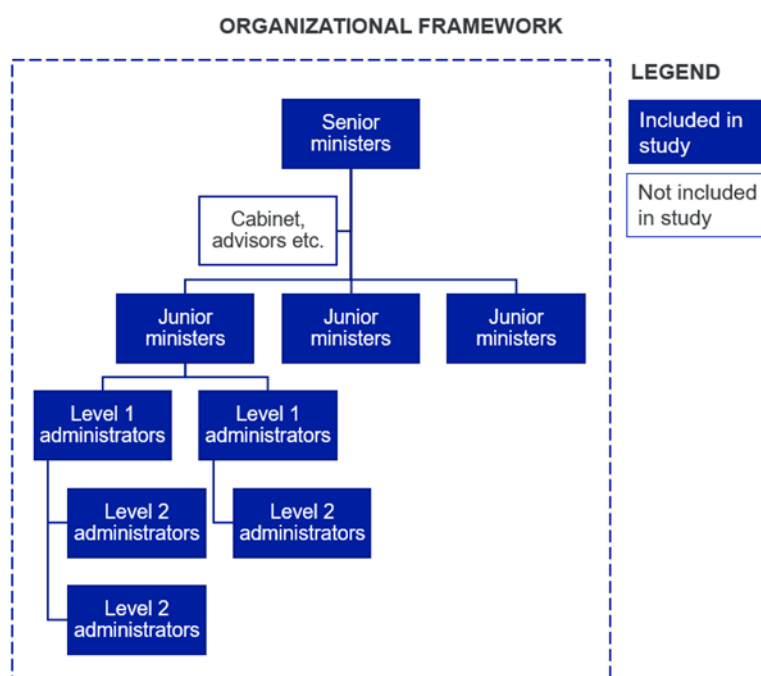 ORGANIZATIONAL FRAMEWORK
LEGEND
Included in
study
Not included
in study
Senior
ministers
Cabinet,
advisors etc.
Junior
ministers
Junior
ministers
Junior
ministers
Level 1
administrators
Level 1
administrators
Level 2
administrators
Level 2
administrators
Level 2
administrators